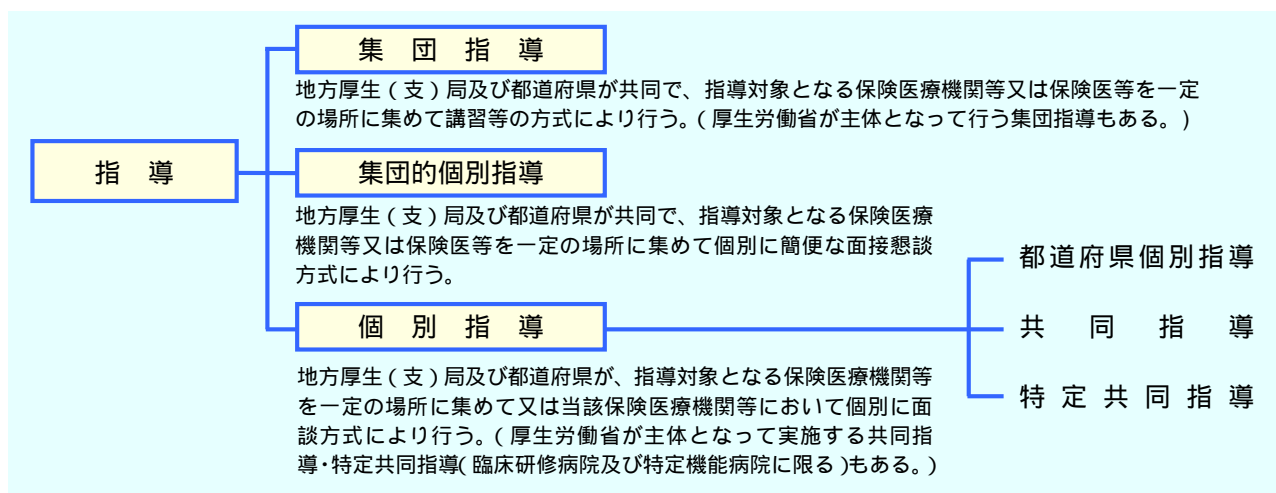 集団指導
地方厚生(支)局及び都道府県が共同で、指導対象となる保険医療機関等又は保険医等を一定
の場所に集めて講習等の方式により行う。(厚生労働省が主体となって行う集団指導もある。)
指導
集団的個別指導
地方厚生(支)局及び都道府県が共同で、指導対象となる保険医療
機関等又は保険医等を一定の場所に集めて個別に簡便な面接懇談
方式により行う。
個別指導
地方厚生(支)局及び都道府県が、指導対象となる保険医療機関等
を一定の場所に集めて又は当該保険医療機関等において個別に面
談方式により行う。(厚生労働省が主体となって実施する共同指
導・特定共同指導(臨床研修病院及び特定機能病院に限る)もある。)
都道府県個別指導
共同指導
特定共同指導